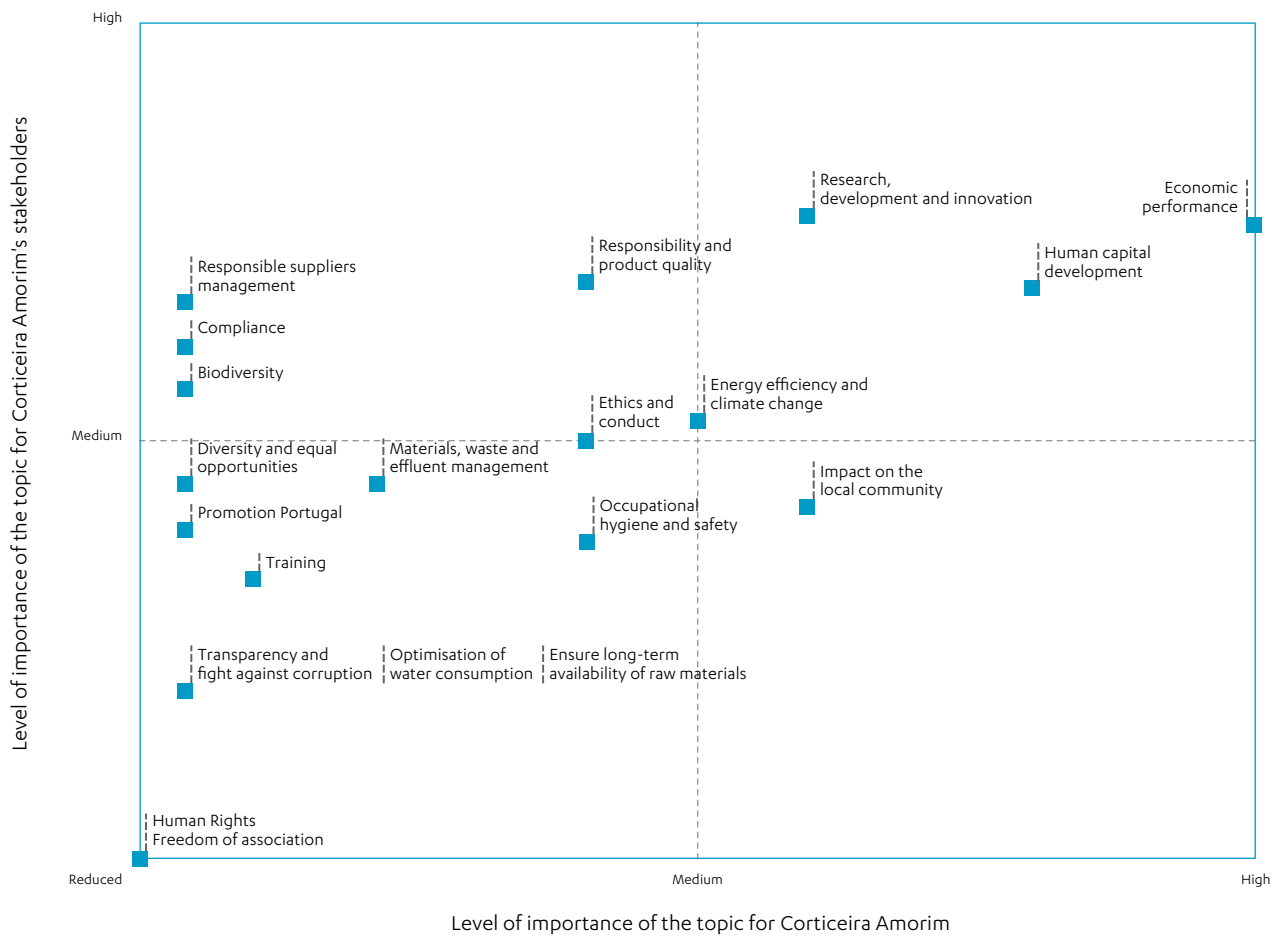 High
Level of importance of the topic for Corticeira Amorim's stakeholders
Research,
development and innovation
Economic
performance
Responsibility and
product quality
Human capital
development
Responsible suppliers
management
Compliance
Biodiversity
Energy efficiency and
climate change
Ethics and
conduct
Medium
Diversity and equal
opportunities
Materials, waste and
effluent management
Impact on the
local community
Promotion Portugal
Occupational
hygiene and safety
Training
Transparency and
fight against corruption
Optimisation of
water consumption
Ensure long-term
availability of raw materials
Human Rights
Freedom of association
Reduced
Medium
High
Level of importance of the topic for Corticeira Amorim